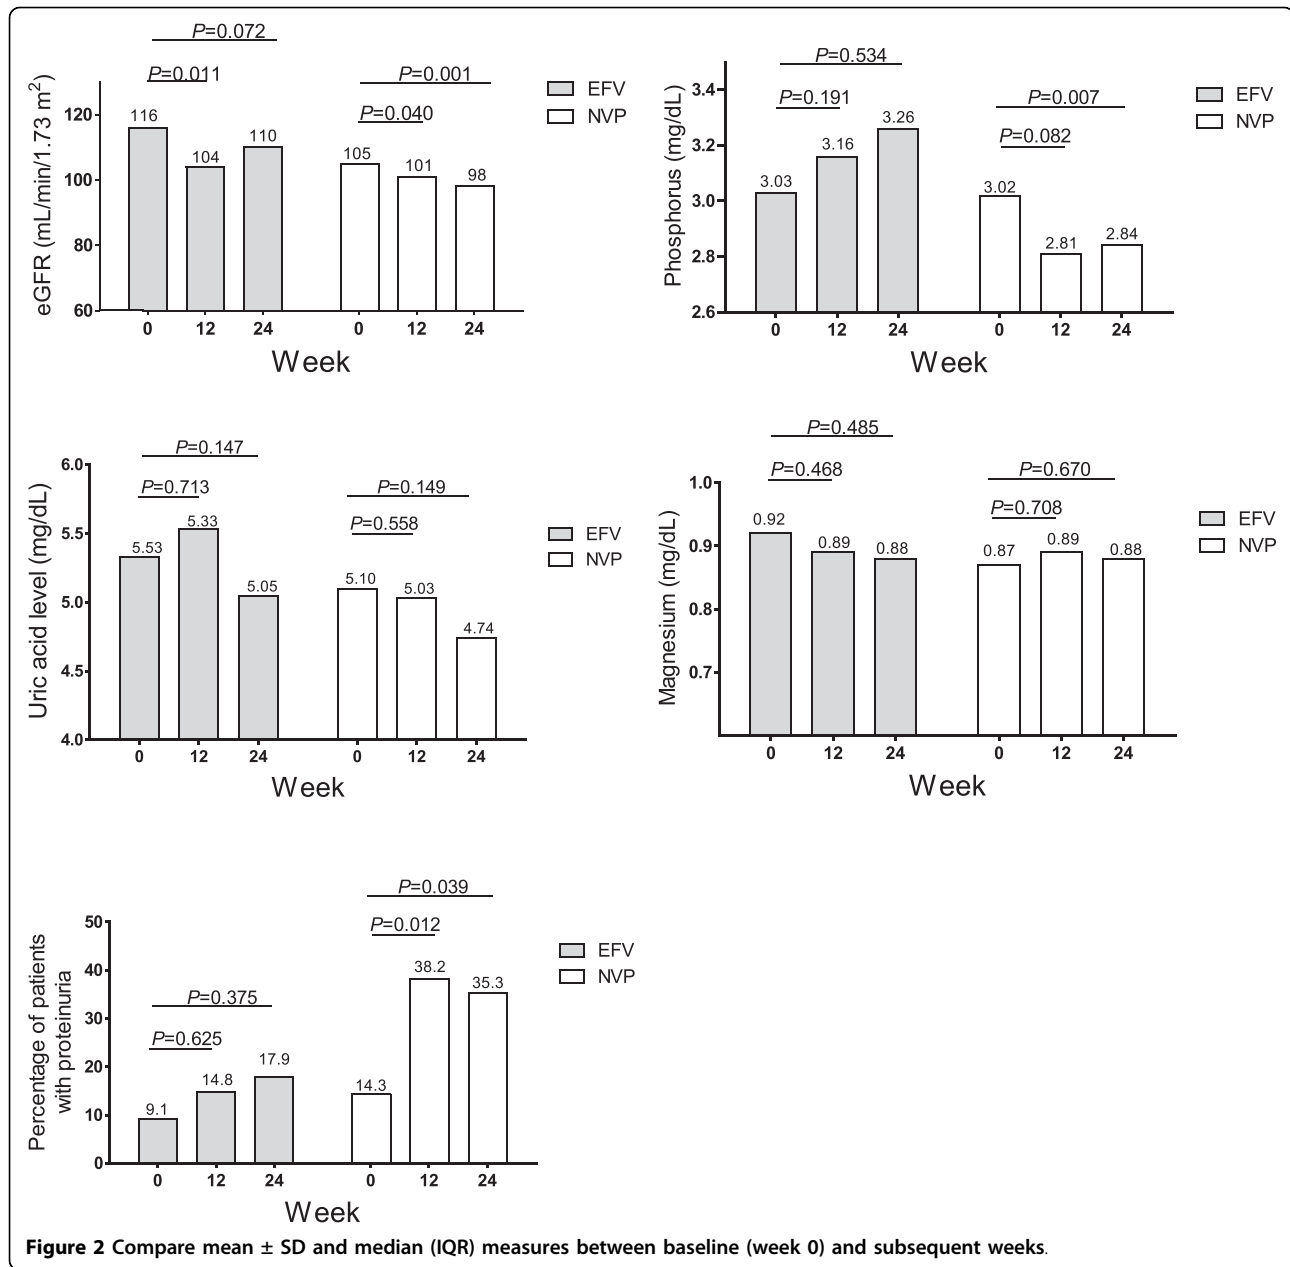 P=0.072
P=0.011
P=0.001
P=0.040
EFV
NVP
eGFR (mL/min/1.73 m²)
120
100
80
60
116
104
110
105
101
98
0 12 24 0 12 24
Week
P=0.534
P=0.191
P=0.007
P=0.082
EFV
NVP
Phosphorus (mg/dL)
3.4
3.2
3.0
2.8
2.6
3.03
3.16
3.26
3.02
2.81
2.84
0 12 24 0 12 24
Week
P=0.147
P=0.713
P=0.149
P=0.558
EFV
NVP
Uric acid level (mg/dL)
6.0
5.5
5.0
4.5
4.0
5.53
5.33
5.05
5.10
5.03
4.74
0 12 24 0 12 24
Week
P=0.485
P=0.468
P=0.670
P=0.708
EFV
NVP
Magnesium (mg/dL)
1.0
0.9
0.8
0.7
0.92
0.89
0.88
0.87
0.89
0.88
0 12 24 0 12 24
Week
P=0.375
P=0.625
P=0.039
P=0.012
EFV
NVP
Percentage of patients
with proteinuria
50
40
30
20
10
0
9.1
14.8
17.9
14.3
38.2
35.3
0 12 24 0 12 24
Week
Figure 2 Compare mean ± SD and median (IQR) measures between baseline (week 0) and subsequent weeks.